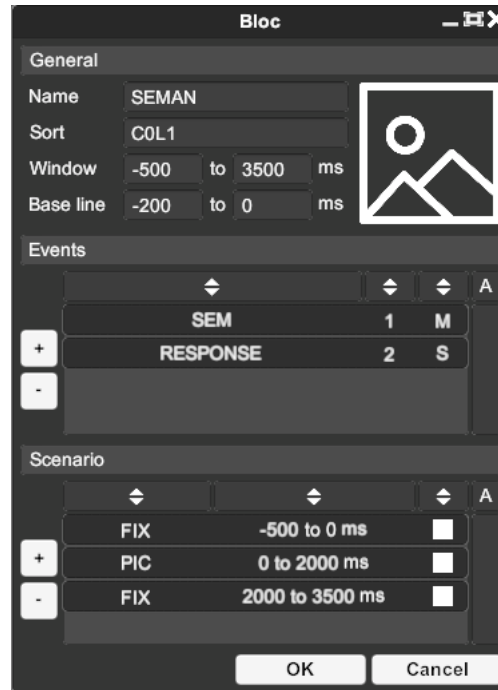 Bloc
General
Name SEMAN
Sort C0L1
Window -500 to 3500 ms
Base line -200 to 0 ms
Events
A
SEM 1 M
+ RESPONSE 2 S
-
Scenario
A
FIX -500 to 0 ms
+ PIC 0 to 2000 ms
- FIX 2000 to 3500 ms
OK Cancel